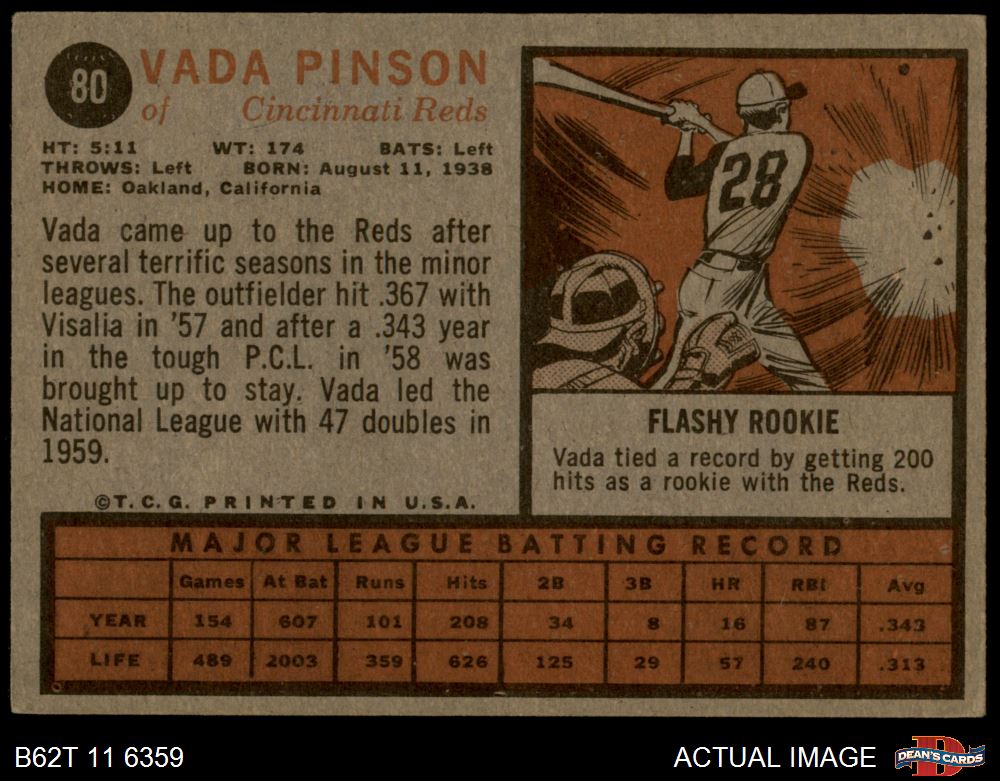 80
VADA PINSON
of Cincinnati Reds
HT: 5:11 WT: 174 BATS: Left
THROWS: Left BORN: August 11, 1938
HOME: Oakland, California
Vada came up to the Reds after
several terrific seasons in the minor
leagues. The outfielder hit .367 with
Visalia in '57 and after a .343 year
in the tough P.C.L. in '58 was
brought up to stay. Vada led the
National League with 47 doubles in
1959.
©T.C.G. PRINTED IN U.S.A.
28
FLASHY ROOKIE
Vada tied a record by getting 200
hits as a rookie with the Reds.
MAJOR LEAGUE BATTING RECORD
Games At Bat Runs Hits 2B 3B HR RBI Avg
YEAR 154 607 101 208 34 8 16 87 .343
LIFE 489 2003 359 626 125 29 57 240 .313
B62T 11 6359
ACTUAL IMAGE
D
DEAN'S CARDS